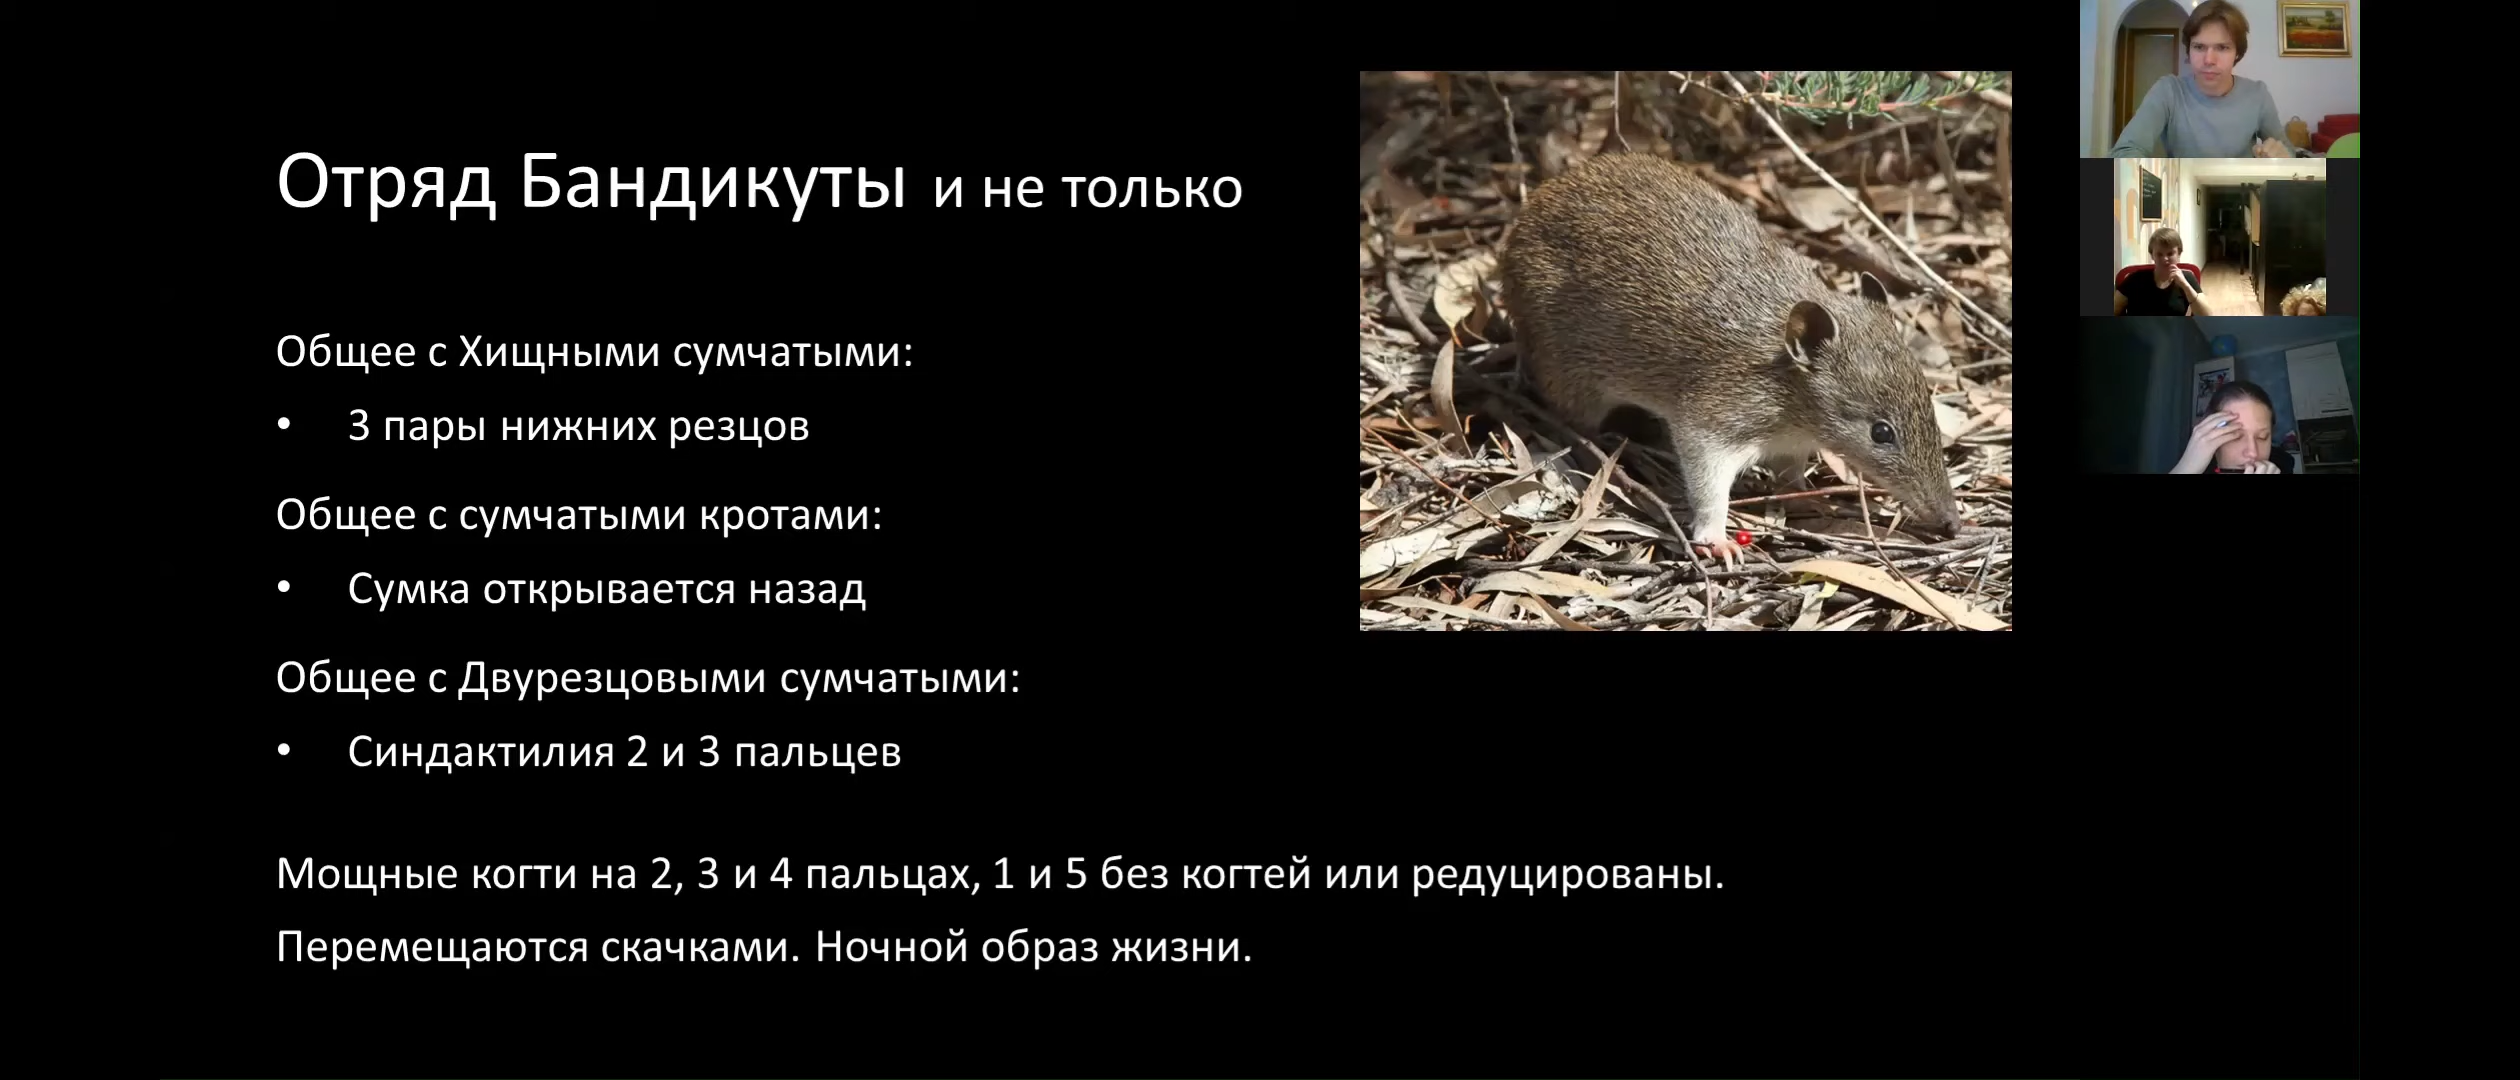 Отряд Бандикуты и не только
Общее с Хищными сумчатыми:
• 3 пары нижних резцов
Общее с сумчатыми кротами:
• Сумка открывается назад
Общее с Двурезцовыми сумчатыми:
• Синдактилия 2 и 3 пальцев
Мощные когти на 2, 3 и 4 пальцах, 1 и 5 без когтей или редуцированы.
Перемещаются скачками. Ночной образ жизни.